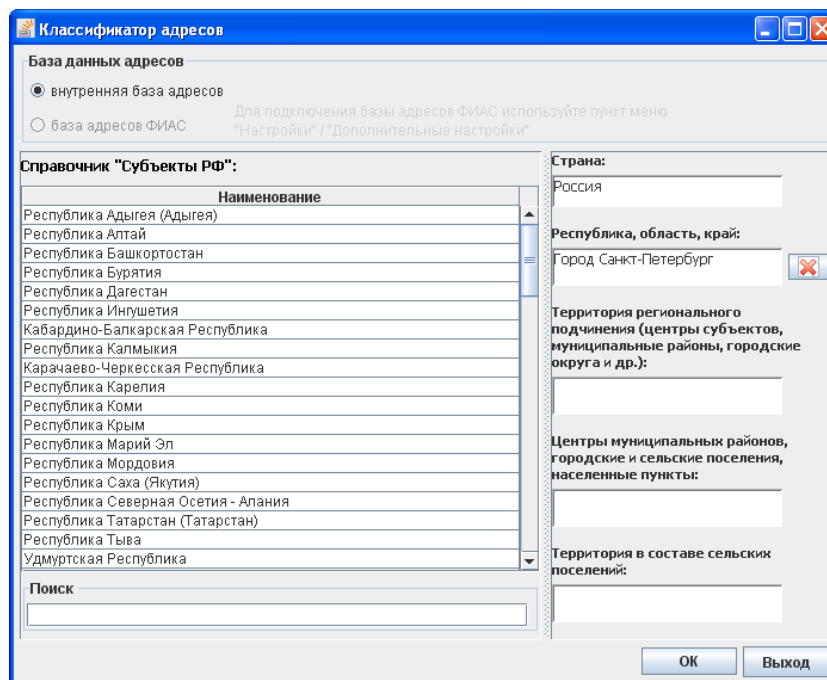 Классификатор адресов
База данных адресов
внутренняя база адресов
база адресов ФИАС
Для подключения базы адресов ФИАС используйте пункт меню
"Настройки" / "Дополнительные настройки"
Справочник "Субъекты РФ":
Наименование
Республика Адыгея (Адыгея)
Республика Алтай
Республика Башкортостан
Республика Бурятия
Республика Дагестан
Республика Ингушетия
Кабардино-Балкарская Республика
Республика Калмыкия
Карачаево-Черкесская Республика
Республика Карелия
Республика Коми
Республика Крым
Республика Марий Эл
Республика Мордовия
Республика Саха (Якутия)
Республика Северная Осетия - Алания
Республика Татарстан (Татарстан)
Республика Тыва
Удмуртская Республика
Поиск
Страна:
Россия
Республика, область, край:
Город Санкт-Петербург
Территория регионального
подчинения (центры субъектов,
муниципальные районы, городские
округа и др.):
Центры муниципальных районов,
городские и сельские поселения,
населенные пункты:
Территория в составе сельских
поселений:
ОК
Выход